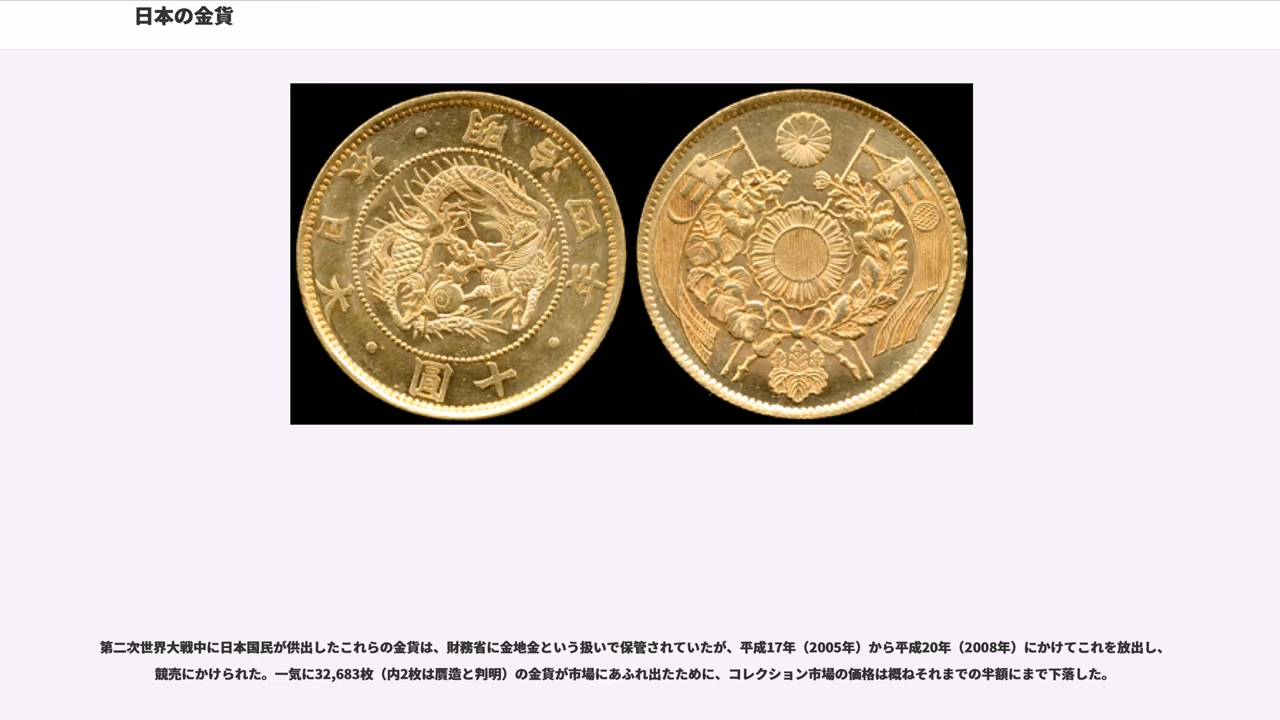 日本の金貨
大日本 明治四年
十圓
第二次世界大戦中に日本国民が供出したこれらの金貨は、財務省に金地金という扱いで保管されていたが、平成17年（2005年）から平成20年（2008年）にかけてこれを放出し、
競売にかけられた。一気に32,683枚（内2枚は贋造と判明）の金貨が市場にあふれ出たために、コレクション市場の価格は概ねそれまでの半額にまで下落した。